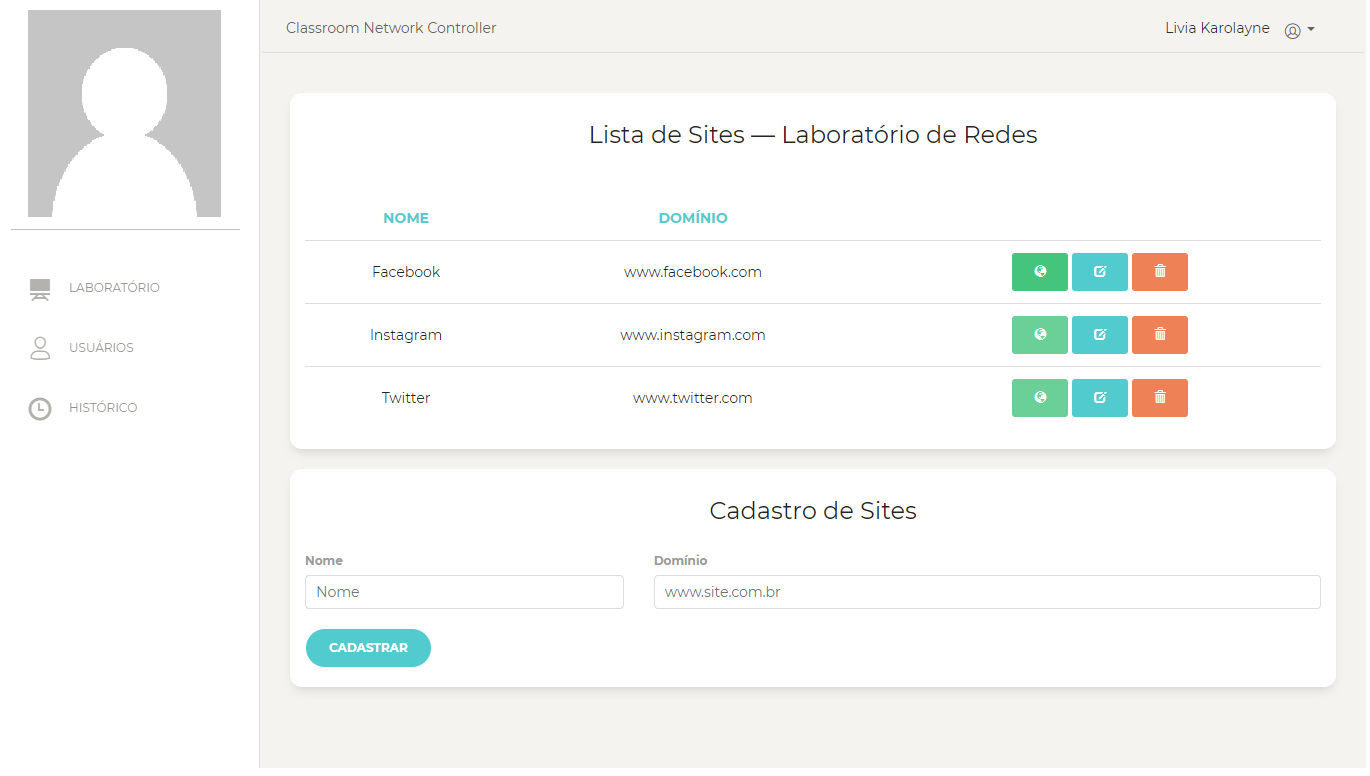 Classroom Network Controller
Livia Karolayne
LABORATÓRIO
USUÁRIOS
HISTÓRICO
Lista de Sites — Laboratório de Redes
NOME DOMÍNIO
Facebook www.facebook.com
Instagram www.instagram.com
Twitter www.twitter.com
Cadastro de Sites
Nome Domínio
Nome www.site.com.br
CADASTRAR